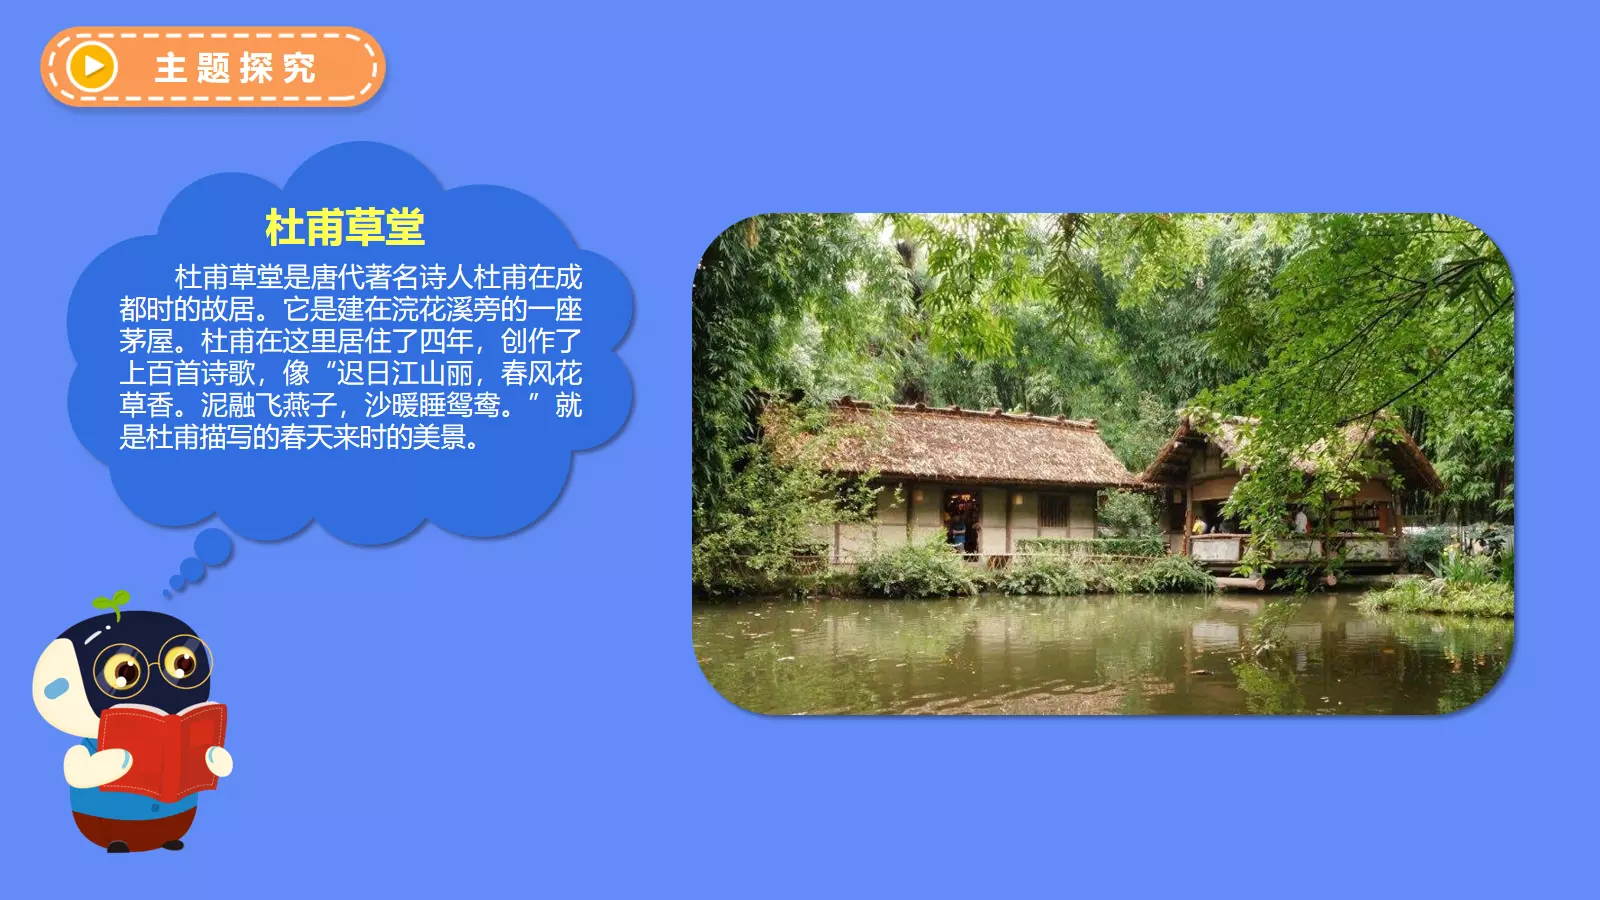 主题探究
杜甫草堂
杜甫草堂是唐代著名诗人杜甫在成
都时的故居。它是建在浣花溪旁的一座
茅屋。杜甫在这里居住了四年，创作了
上百首诗歌，像“迟日江山丽，春风花
草香。泥融飞燕子，沙暖睡鸳鸯。”就
是杜甫描写的春天来时的美景。